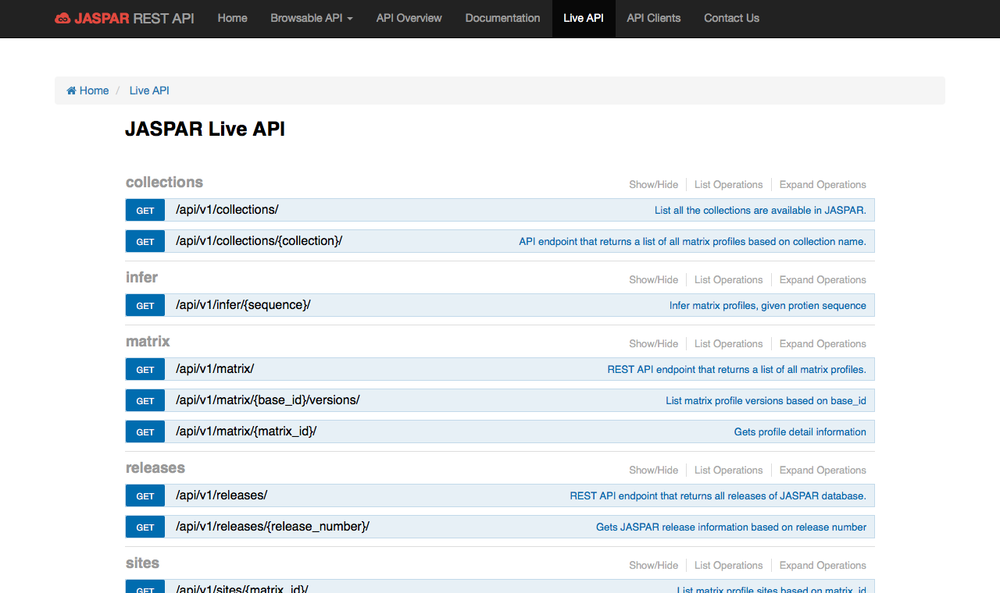 JASPAR REST API Home Browsable API API Overview Documentation Live API API Clients Contact Us
Home / Live API
JASPAR Live API
collections Show/Hide List Operations Expand Operations
GET /api/v1/collections/ List all the collections are available in JASPAR.
GET /api/v1/collections/{collection}/ API endpoint that returns a list of all matrix profiles based on collection name.
infer Show/Hide List Operations Expand Operations
GET /api/v1/infer/{sequence}/ Infer matrix profiles, given protien sequence
matrix Show/Hide List Operations Expand Operations
GET /api/v1/matrix/ REST API endpoint that returns a list of all matrix profiles.
GET /api/v1/matrix/{base_id}/versions/ List matrix profile versions based on base_id
GET /api/v1/matrix/{matrix_id}/ Gets profile detail information
releases Show/Hide List Operations Expand Operations
GET /api/v1/releases/ REST API endpoint that returns all releases of JASPAR database.
GET /api/v1/releases/{release_number}/ Gets JASPAR release information based on release number
sites Show/Hide List Operations Expand Operations
GET /api/v1/sites/{matrix_id}/ List matrix profile sites based on matrix_id